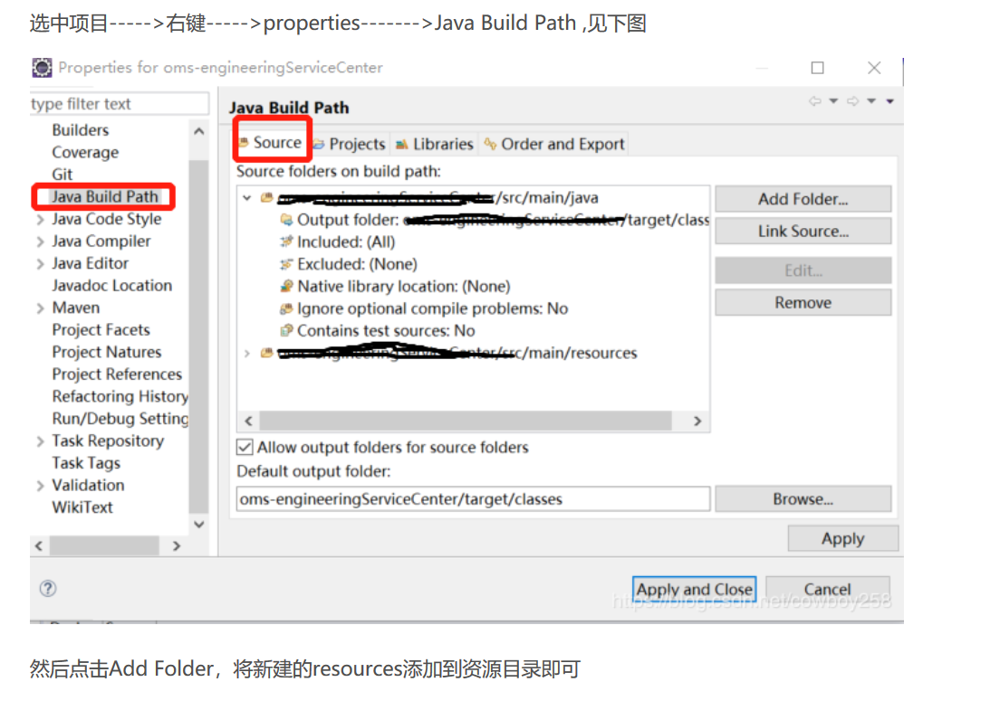 选中项目----->右键----->properties------->Java Build Path ,见下图
Properties for oms-engineeringServiceCenter
type filter text
Builders
Coverage
Git
Java Build Path
Java Code Style
Java Compiler
Java Editor
Javadoc Location
Maven
Project Facets
Project Natures
Project References
Refactoring History
Run/Debug Setting
Task Repository
Task Tags
Validation
WikiText
Java Build Path
Source Projects Libraries Order and Export
Source folders on build path:
/src/main/java
Output folder: /target/class
Included: (All)
Excluded: (None)
Native library location: (None)
Ignore optional compile problems: No
Contains test sources: No
/src/main/resources
Add Folder...
Link Source...
Edit...
Remove
Allow output folders for source folders
Default output folder:
oms-engineeringServiceCenter/target/classes
Browse...
Apply
Apply and Close
Cancel
https://blog.csdn.net/cowboy258
然后点击Add Folder，将新建的resources添加到资源目录即可